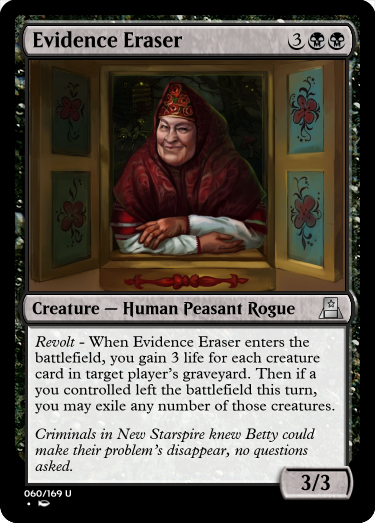 Evidence Eraser 3
Creature — Human Peasant Rogue
Revolt - When Evidence Eraser enters the
battlefield, you gain 3 life for each creature
card in target player's graveyard. Then if a
you controlled left the battlefield this turn,
you may exile any number of those creatures.
Criminals in New Starspire knew Betty could
make their problem's disappear, no questions
asked.
3/3
060/169 U